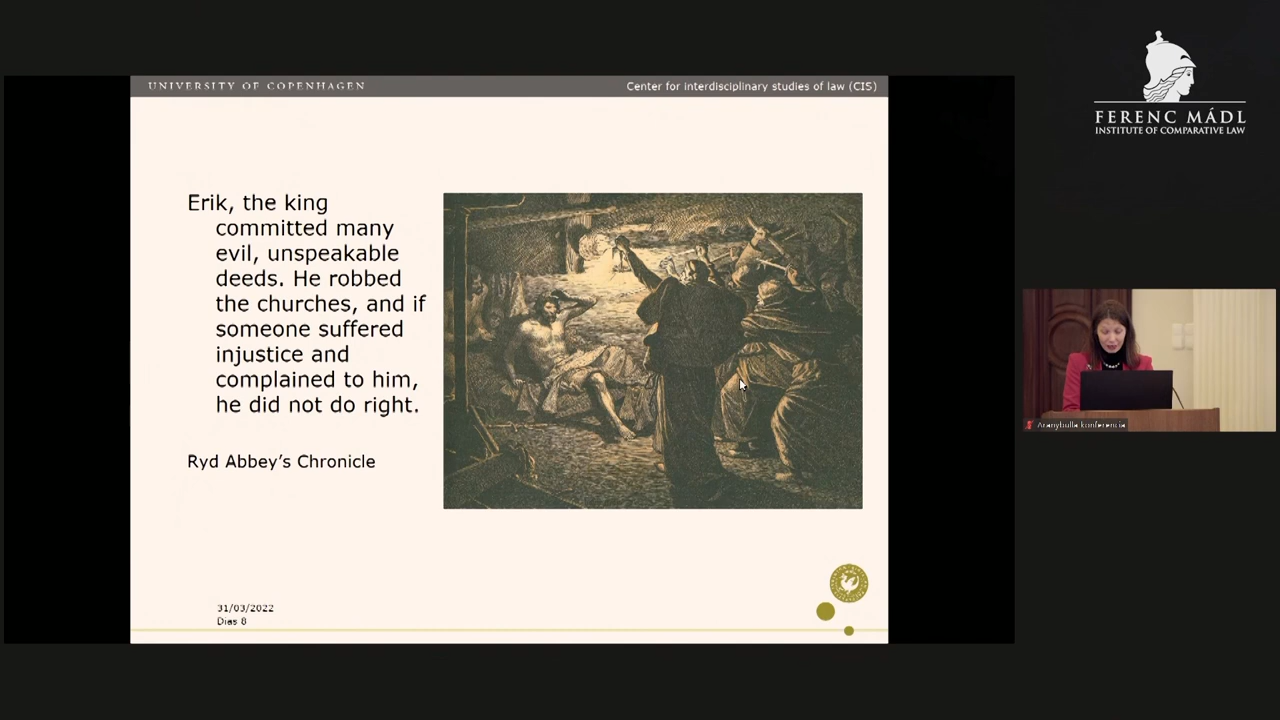 UNIVERSITY OF COPENHAGEN
Center for interdisciplinary studies of law (CIS)
Erik, the king
committed many
evil, unspeakable
deeds. He robbed
the churches, and if
someone suffered
injustice and
complained to him,
he did not do right.
Ryd Abbey's Chronicle
31/03/2022
Dias 8
FERENC MÁDL
INSTITUTE OF COMPARATIVE LAW
Aranybulla konferencia